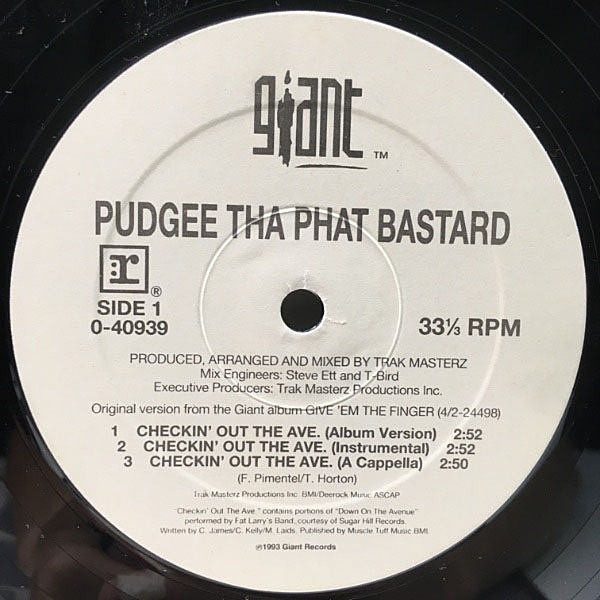 giant ™
PUDGEE THA PHAT BASTARD
r ®
SIDE 1
0-40939
33⅓ RPM
PRODUCED, ARRANGED AND MIXED BY TRAK MASTERZ
Mix Engineers: Steve Ett and T-Bird
Executive Producers: Trak Masterz Productions Inc.
Original version from the Giant album GIVE 'EM THE FINGER (4/2-24498)
1 CHECKIN' OUT THE AVE. (Album Version) 2:52
2 CHECKIN' OUT THE AVE. (Instrumental) 2:52
3 CHECKIN' OUT THE AVE. (A Cappella) 2:50
(F. Pimentel/T. Horton)
Trak Masterz Productions Inc. BMI/Deerock Music ASCAP
"Checkin' Out The Ave." contains portions of "Down On The Avenue"
performed by Fat Larry's Band, courtesy of Sugar Hill Records.
Written by C. James/C. Kelly/M. Laids. Published by Muscle Tuff Music BMI.
℗1993 Giant Records